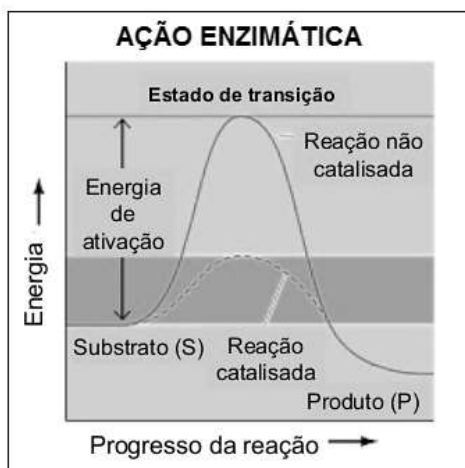 AÇÃO ENZIMÁTICA
Estado de transição
Reação não
catalisada
Energia
de
ativação
Energia
Substrato (S)
Reação
catalisada
Produto (P)
Progresso da reação